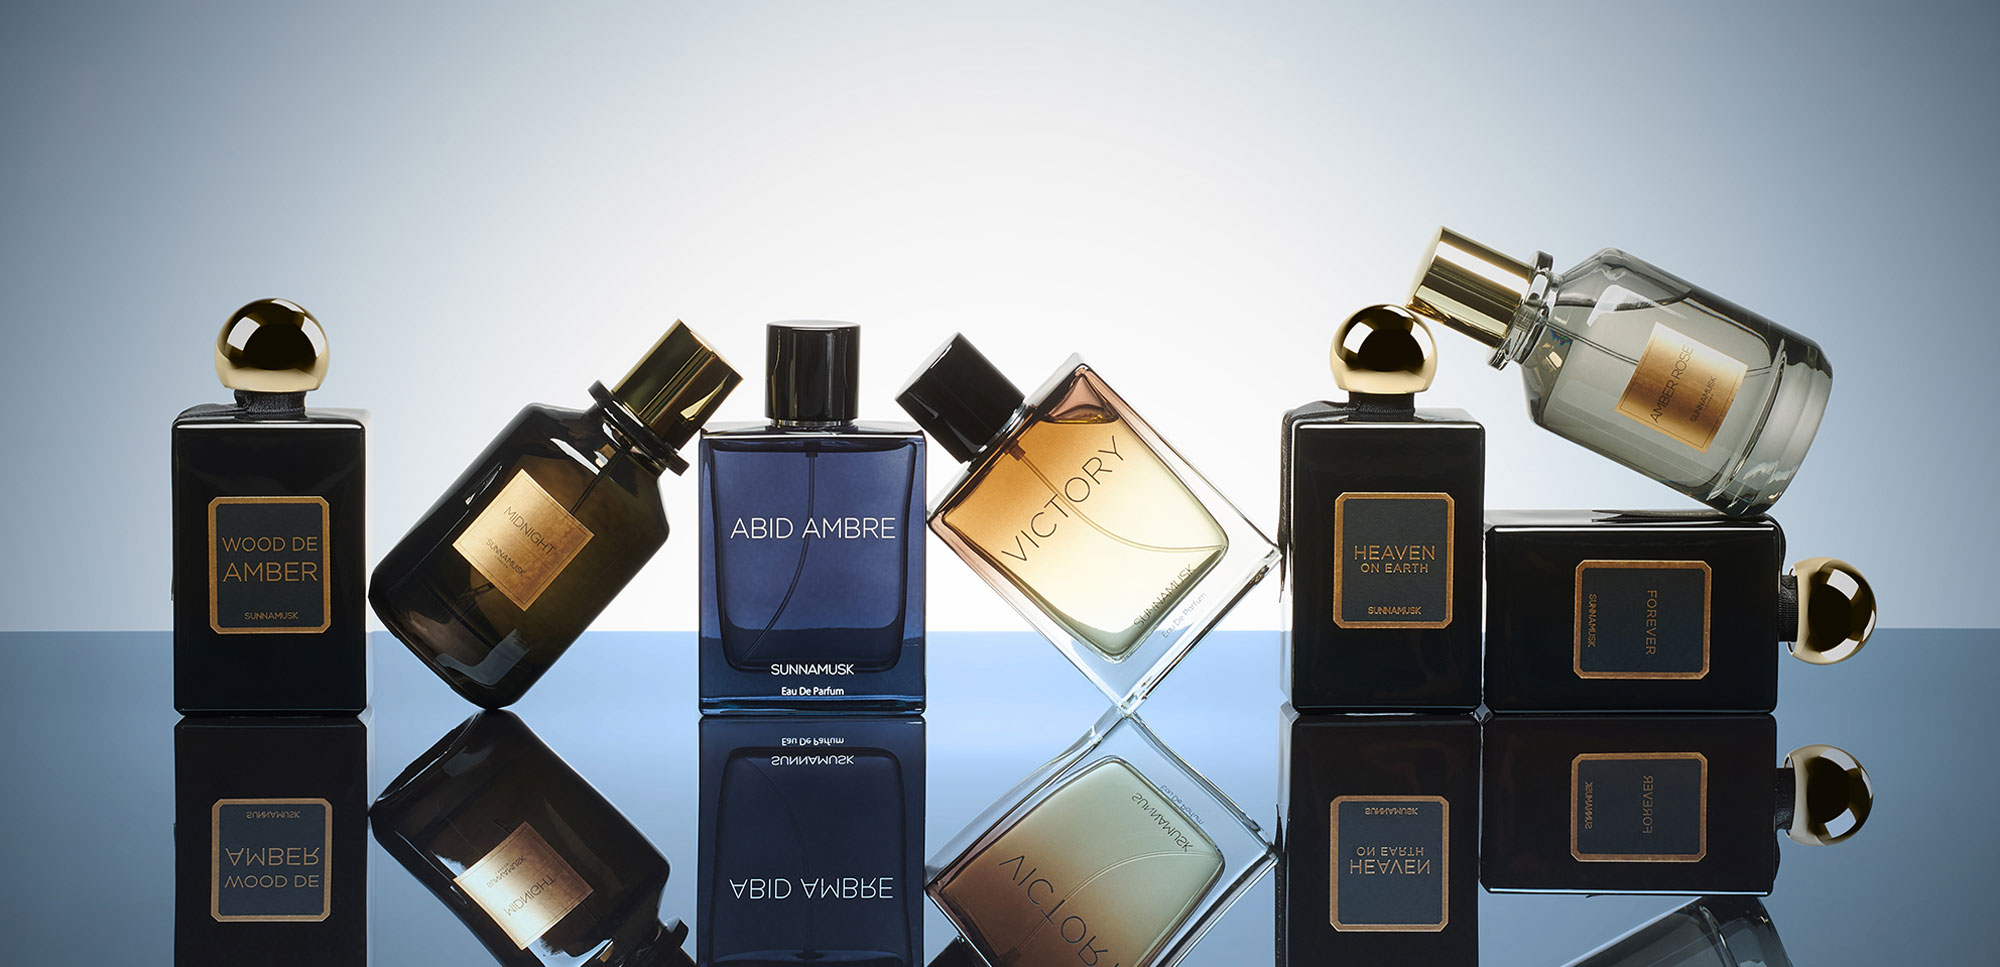 WOOD DE
AMBER
SUNNAMUSK
MIDNIGHT
SUNNAMUSK
ABID AMBRE
SUNNAMUSK
Eau De Parfum
VICTORY
SUNNAMUSK
Eau De Parfum
HEAVEN
ON EARTH
SUNNAMUSK
FOREVER
SUNNAMUSK
AMBER ROSE
SUNNAMUSK